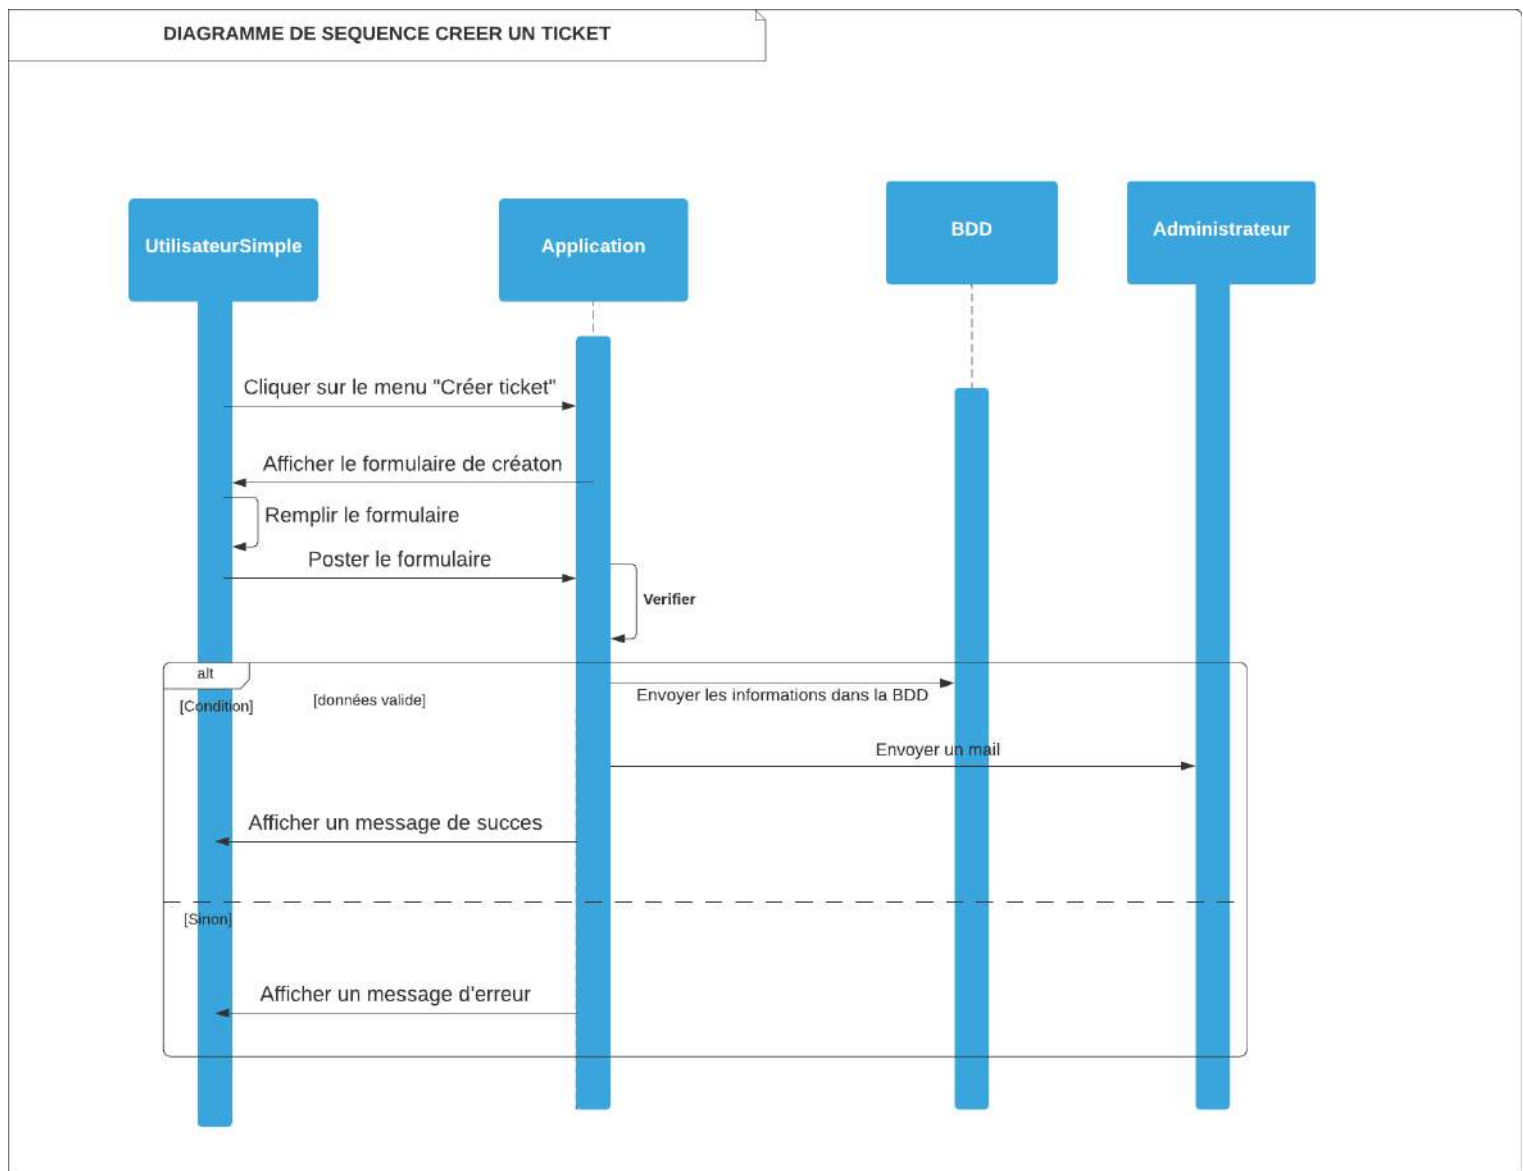 DIAGRAMME DE SEQUENCE CREER UN TICKET
UtilisateurSimple
Application
BDD
Administrateur
Cliquer sur le menu "Créer ticket"
Afficher le formulaire de créaton
Remplir le formulaire
Poster le formulaire
Verifier
alt
[Condition]
[données valide]
Envoyer les informations dans la BDD
Envoyer un mail
Afficher un message de succes
[Sinon]
Afficher un message d'erreur